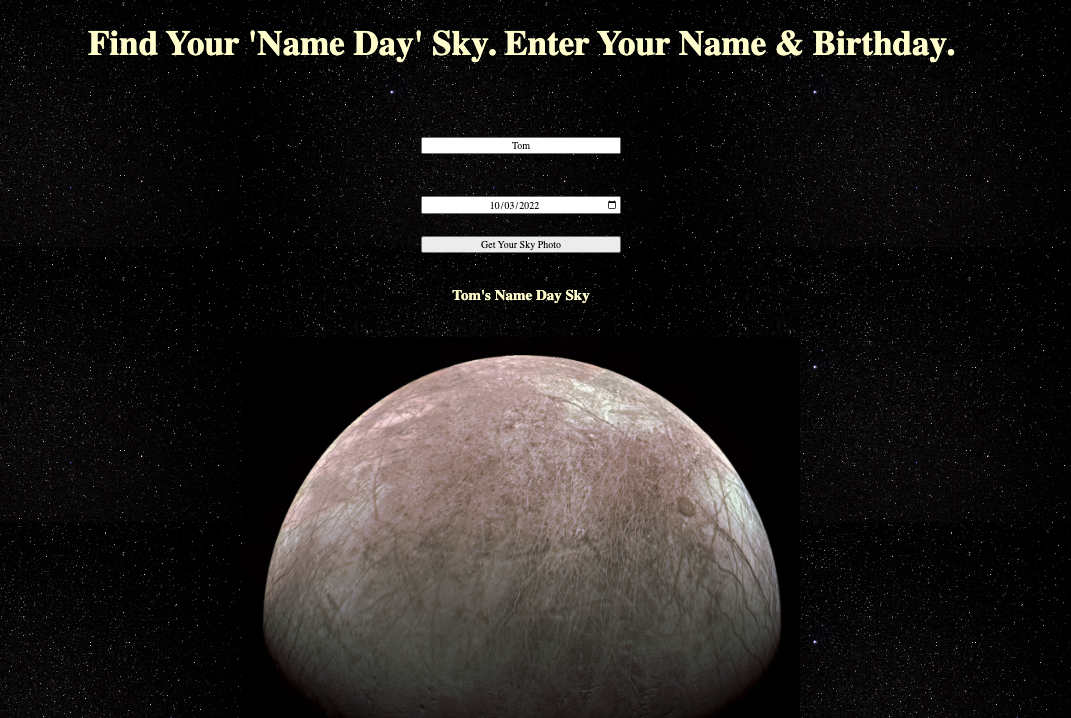 Find Your 'Name Day' Sky. Enter Your Name & Birthday.
Tom
10/03/2022
Get Your Sky Photo
Tom's Name Day Sky